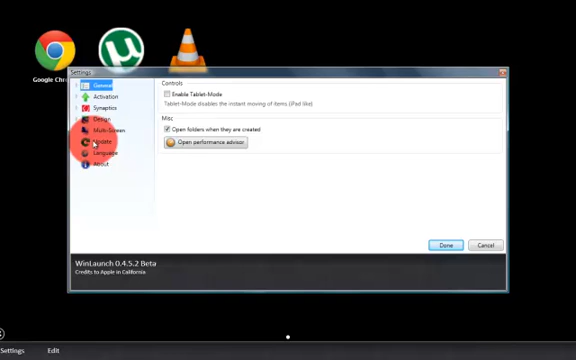 Google Chr
Settings
General
Activation
Synaptics
Design
Multi-Screen
Update
Language
About
Controls
Enable Tablet-Mode
Tablet-Mode disables the instant moving of items (iPad like)
Misc
Open folders when they are created
Open performance advisor
Done
Cancel
WinLaunch 0.4.5.2 Beta
Credits to Apple in California
Settings
Edit